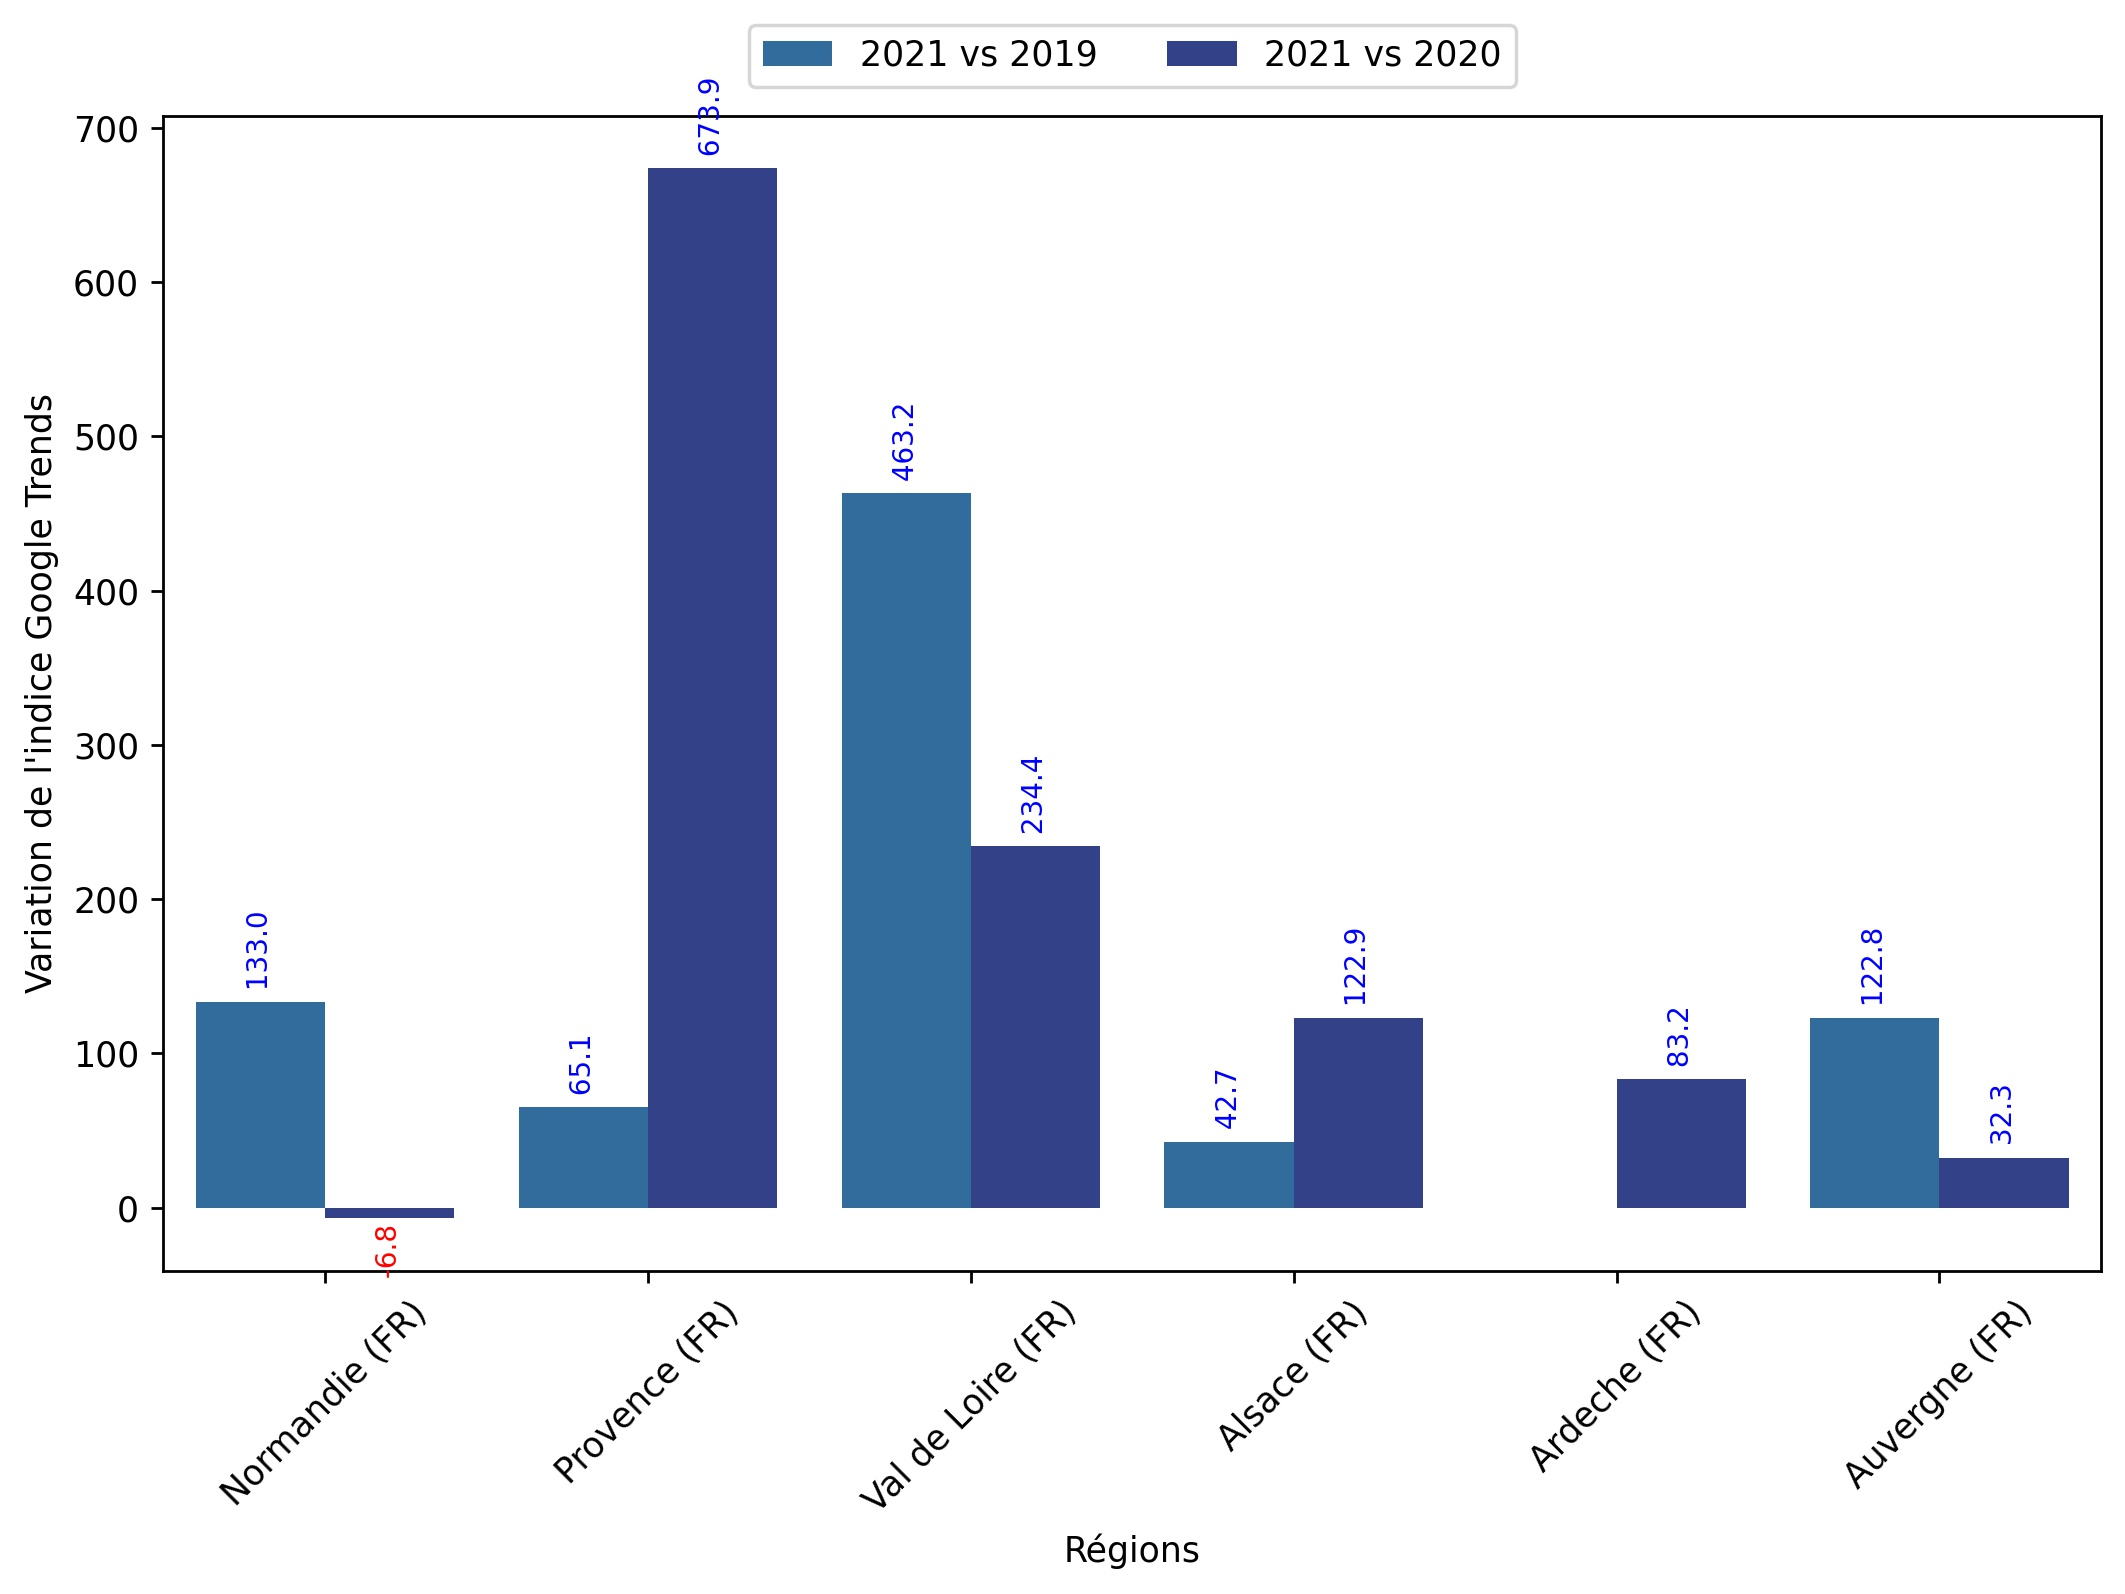 2021 vs 2019
2021 vs 2020
Variation de l'indice Google Trends
700
600
500
400
300
200
100
0
133.0
-6.8
65.1
673.9
463.2
234.4
42.7
122.9
83.2
122.8
32.3
Normandie (FR)
Provence (FR)
Val de Loire (FR)
Alsace (FR)
Ardeche (FR)
Auvergne (FR)
Régions